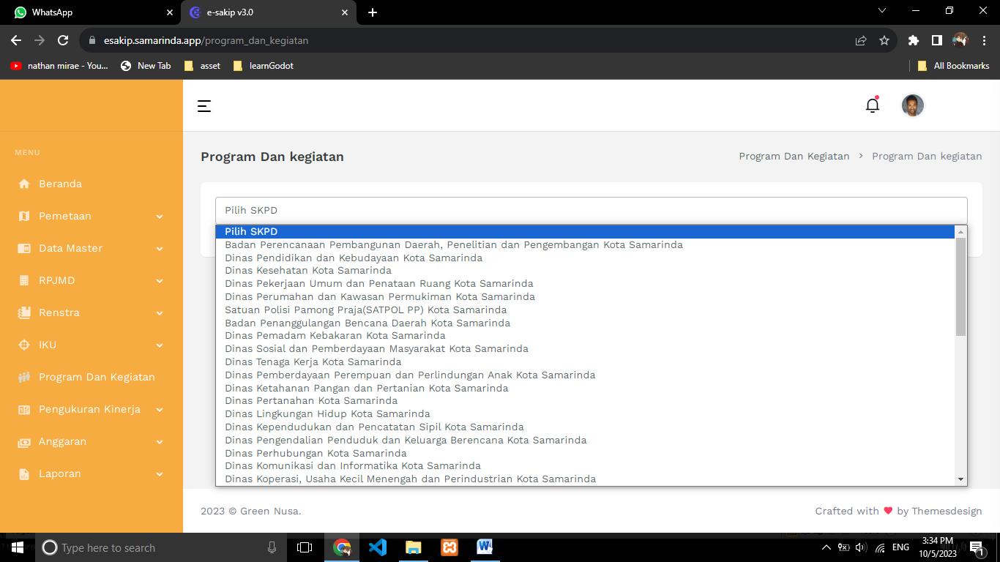 WhatsApp
e-sakip v3.0
esakip.samarinda.app/program_dan_kegiatan
nathan mirae - You...
New Tab
asset
learnGodot
All Bookmarks
MENU
Beranda
Pemetaan
Data Master
RPJMD
Renstra
IKU
Program Dan Kegiatan
Pengukuran Kinerja
Anggaran
Laporan
Program Dan kegiatan
Program Dan Kegiatan > Program Dan kegiatan
Pilih SKPD
Pilih SKPD
Badan Perencanaan Pembangunan Daerah, Penelitian dan Pengembangan Kota Samarinda
Dinas Pendidikan dan Kebudayaan Kota Samarinda
Dinas Kesehatan Kota Samarinda
Dinas Pekerjaan Umum dan Penataan Ruang Kota Samarinda
Dinas Perumahan dan Kawasan Permukiman Kota Samarinda
Satuan Polisi Pamong Praja(SATPOL PP) Kota Samarinda
Badan Penanggulangan Bencana Daerah Kota Samarinda
Dinas Pemadam Kebakaran Kota Samarinda
Dinas Sosial dan Pemberdayaan Masyarakat Kota Samarinda
Dinas Tenaga Kerja Kota Samarinda
Dinas Pemberdayaan Perempuan dan Perlindungan Anak Kota Samarinda
Dinas Ketahanan Pangan dan Pertanian Kota Samarinda
Dinas Pertanahan Kota Samarinda
Dinas Lingkungan Hidup Kota Samarinda
Dinas Kependudukan dan Pencatatan Sipil Kota Samarinda
Dinas Pengendalian Penduduk dan Keluarga Berencana Kota Samarinda
Dinas Perhubungan Kota Samarinda
Dinas Komunikasi dan Informatika Kota Samarinda
Dinas Koperasi, Usaha Kecil Menengah dan Perindustrian Kota Samarinda
2023 © Green Nusa.
Crafted with ❤ by Themesdesign
Type here to search
ENG
3:34 PM
10/5/2023
1